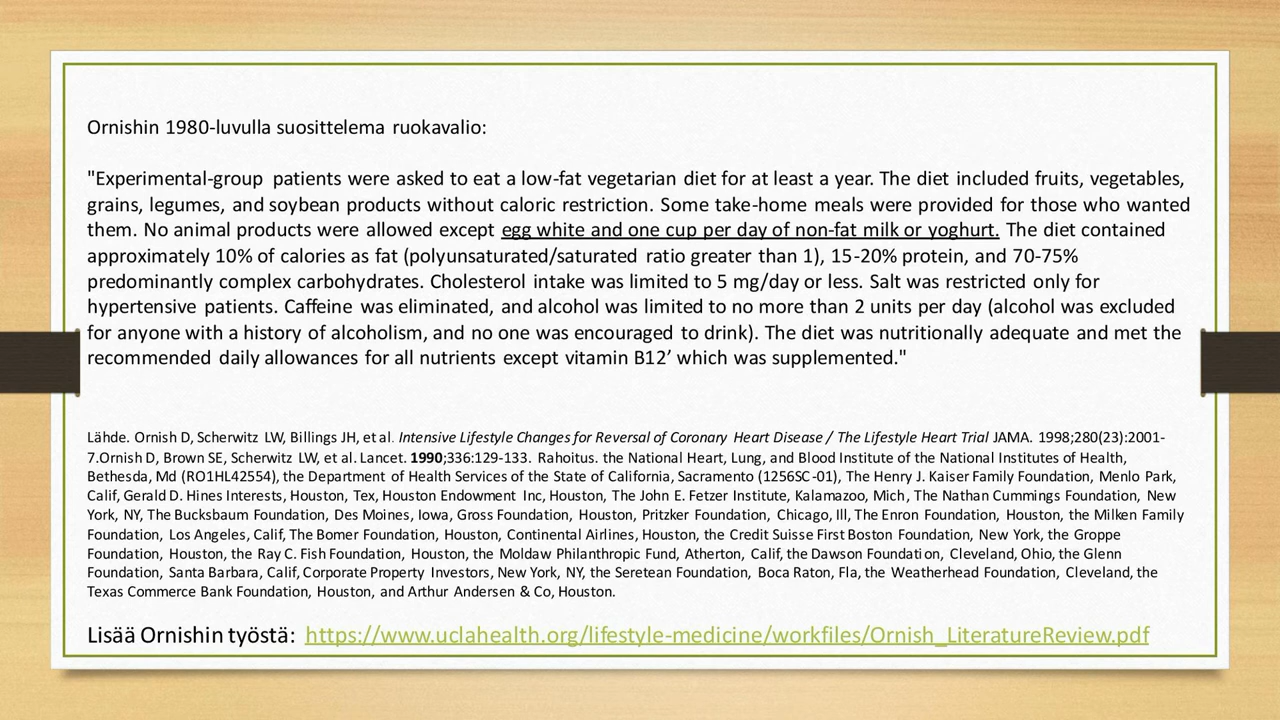 Ornishin 1980-luvulla suosittelema ruokavalio:
"Experimental-group patients were asked to eat a low-fat vegetarian diet for at least a year. The diet included fruits, vegetables,
grains, legumes, and soybean products without caloric restriction. Some take-home meals were provided for those who wanted
them. No animal products were allowed except egg white and one cup per day of non-fat milk or yoghurt. The diet contained
approximately 10% of calories as fat (polyunsaturated/saturated ratio greater than 1), 15-20% protein, and 70-75%
predominantly complex carbohydrates. Cholesterol intake was limited to 5 mg/day or less. Salt was restricted only for
hypertensive patients. Caffeine was eliminated, and alcohol was limited to no more than 2 units per day (alcohol was excluded
for anyone with a history of alcoholism, and no one was encouraged to drink). The diet was nutritionally adequate and met the
recommended daily allowances for all nutrients except vitamin B12’ which was supplemented."
Lähde. Ornish D, Scherwitz LW, Billings JH, et al. Intensive Lifestyle Changes for Reversal of Coronary Heart Disease / The Lifestyle Heart Trial JAMA. 1998;280(23):2001-
7.Ornish D, Brown SE, Scherwitz LW, et al. Lancet. 1990;336:129-133. Rahoitus. the National Heart, Lung, and Blood Institute of the National Institutes of Health,
Bethesda, Md (RO1HL42554), the Department of Health Services of the State of California, Sacramento (1256SC-01), The Henry J. Kaiser Family Foundation, Menlo Park,
Calif, Gerald D. Hines Interests, Houston, Tex, Houston Endowment Inc, Houston, The John E. Fetzer Institute, Kalamazoo, Mich, The Nathan Cummings Foundation, New
York, NY, The Bucksbaum Foundation, Des Moines, Iowa, Gross Foundation, Houston, Pritzker Foundation, Chicago, Ill, The Enron Foundation, Houston, the Milken Family
Foundation, Los Angeles, Calif, The Bomer Foundation, Houston, Continental Airlines, Houston, the Credit Suisse First Boston Foundation, New York, the Groppe
Foundation, Houston, the Ray C. Fish Foundation, Houston, the Moldaw Philanthropic Fund, Atherton, Calif, the Dawson Foundation, Cleveland, Ohio, the Glenn
Foundation, Santa Barbara, Calif, Corporate Property Investors, New York, NY, the Seretean Foundation, Boca Raton, Fla, the Weatherhead Foundation, Cleveland, the
Texas Commerce Bank Foundation, Houston, and Arthur Andersen & Co, Houston.
Lisää Ornishin työstä: https://www.uclahealth.org/lifestyle-medicine/workfiles/Ornish_LiteratureReview.pdf